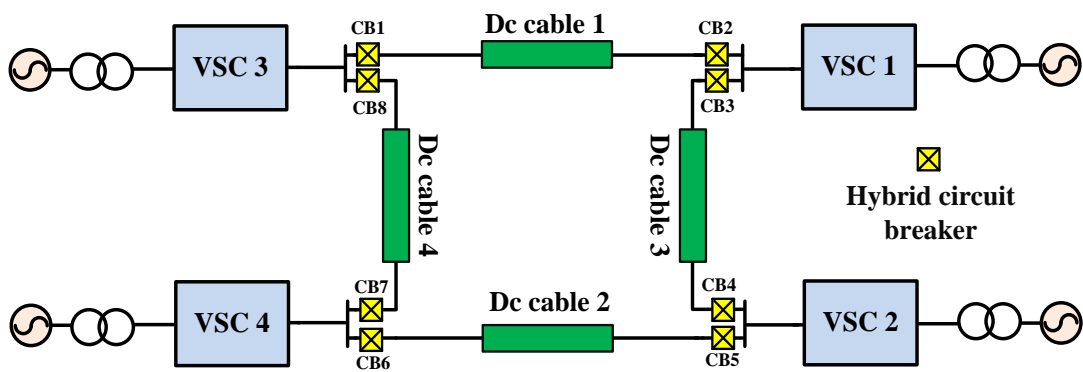 Dc cable 1
CB1
CB2
VSC 3
VSC 1
CB8
CB3
Dc cable 4
Dc cable 3
Hybrid circuit
breaker
CB7
Dc cable 2
CB4
VSC 4
VSC 2
CB6
CB5